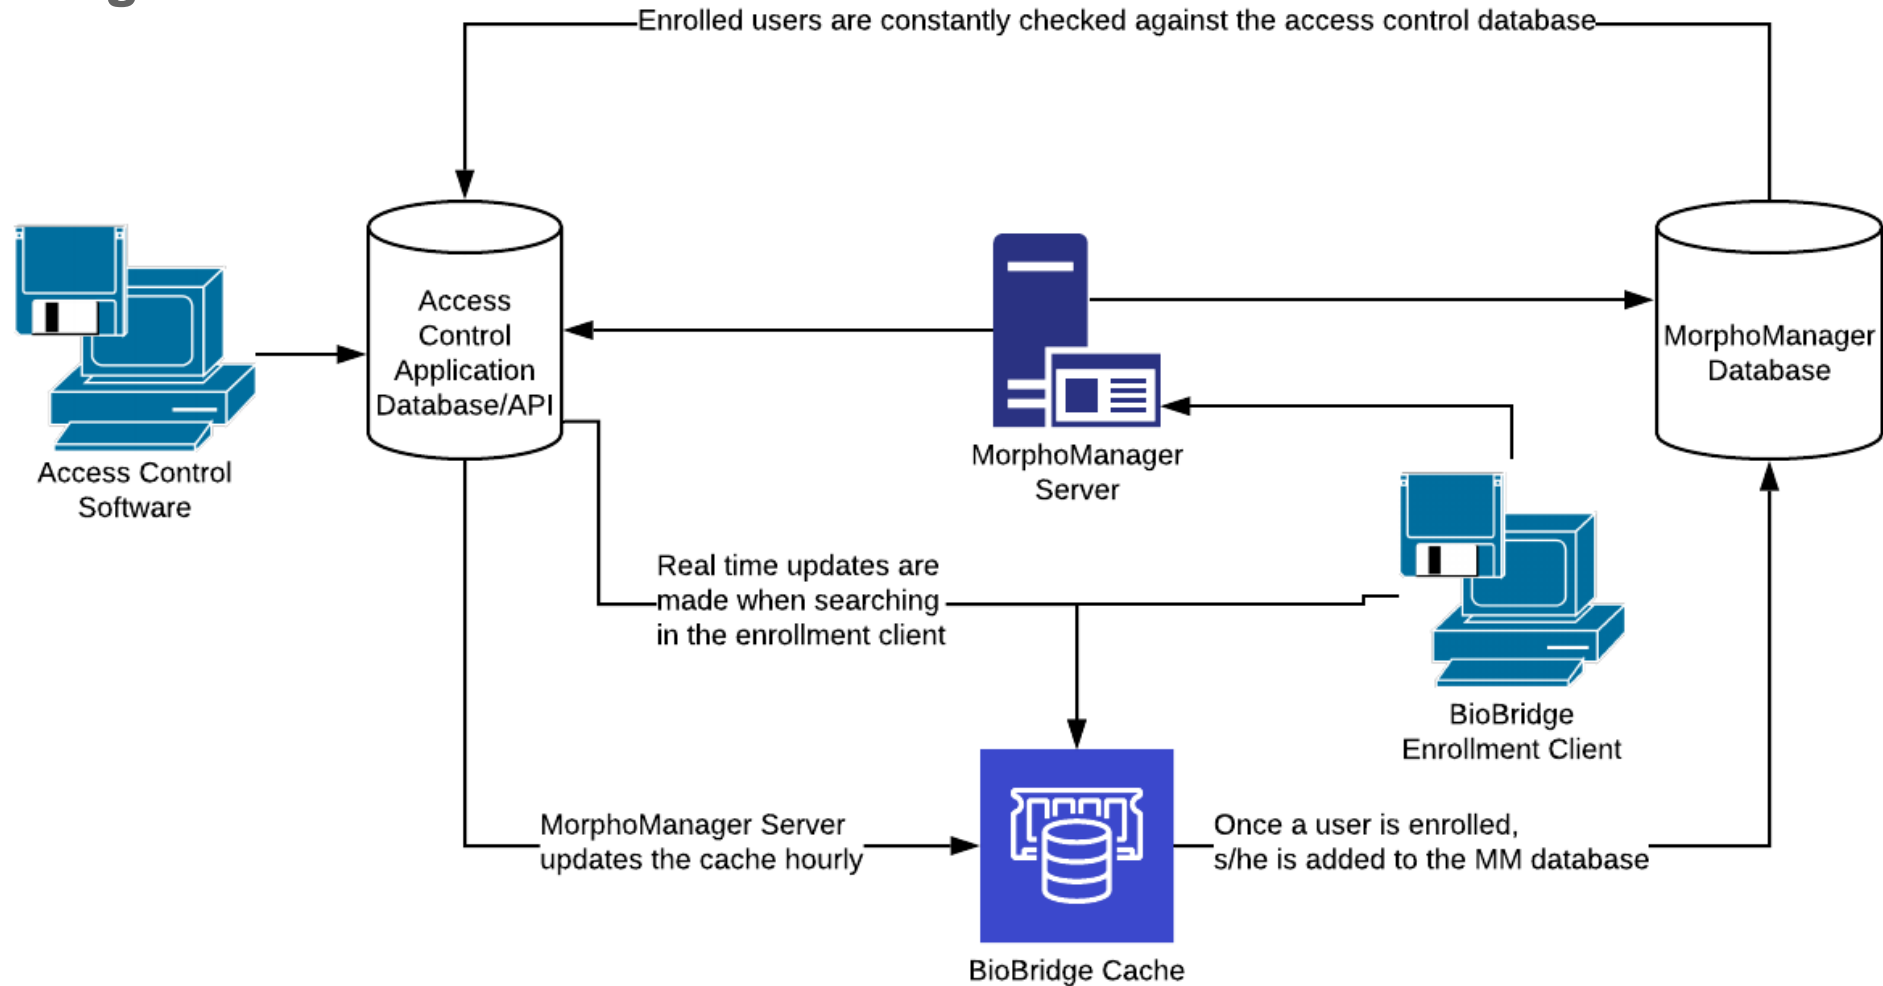 Enrolled users are constantly checked against the access control database
Access
Control
Application
Database/API
MorphoManager
Database
Access Control
Software
MorphoManager
Server
Real time updates are
made when searching
in the enrollment client
BioBridge
Enrollment Client
MorphoManager Server
updates the cache hourly
Once a user is enrolled,
s/he is added to the MM database
BioBridge Cache